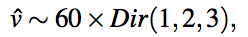 v̂ ∼ 60 × Dir(1,2,3),